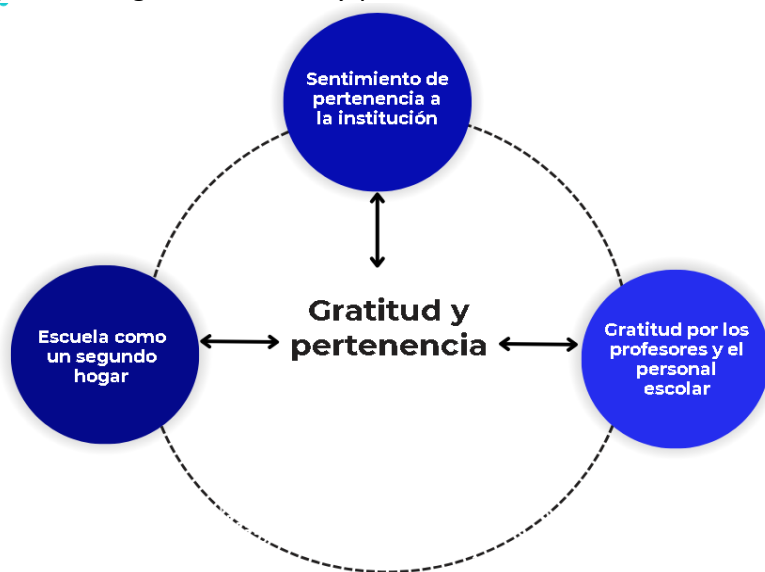 Sentimiento de
pertenencia a
la institución
Gratitud y
pertenencia
Escuela como
un segundo
hogar
Gratitud por los
profesores y el
personal
escolar